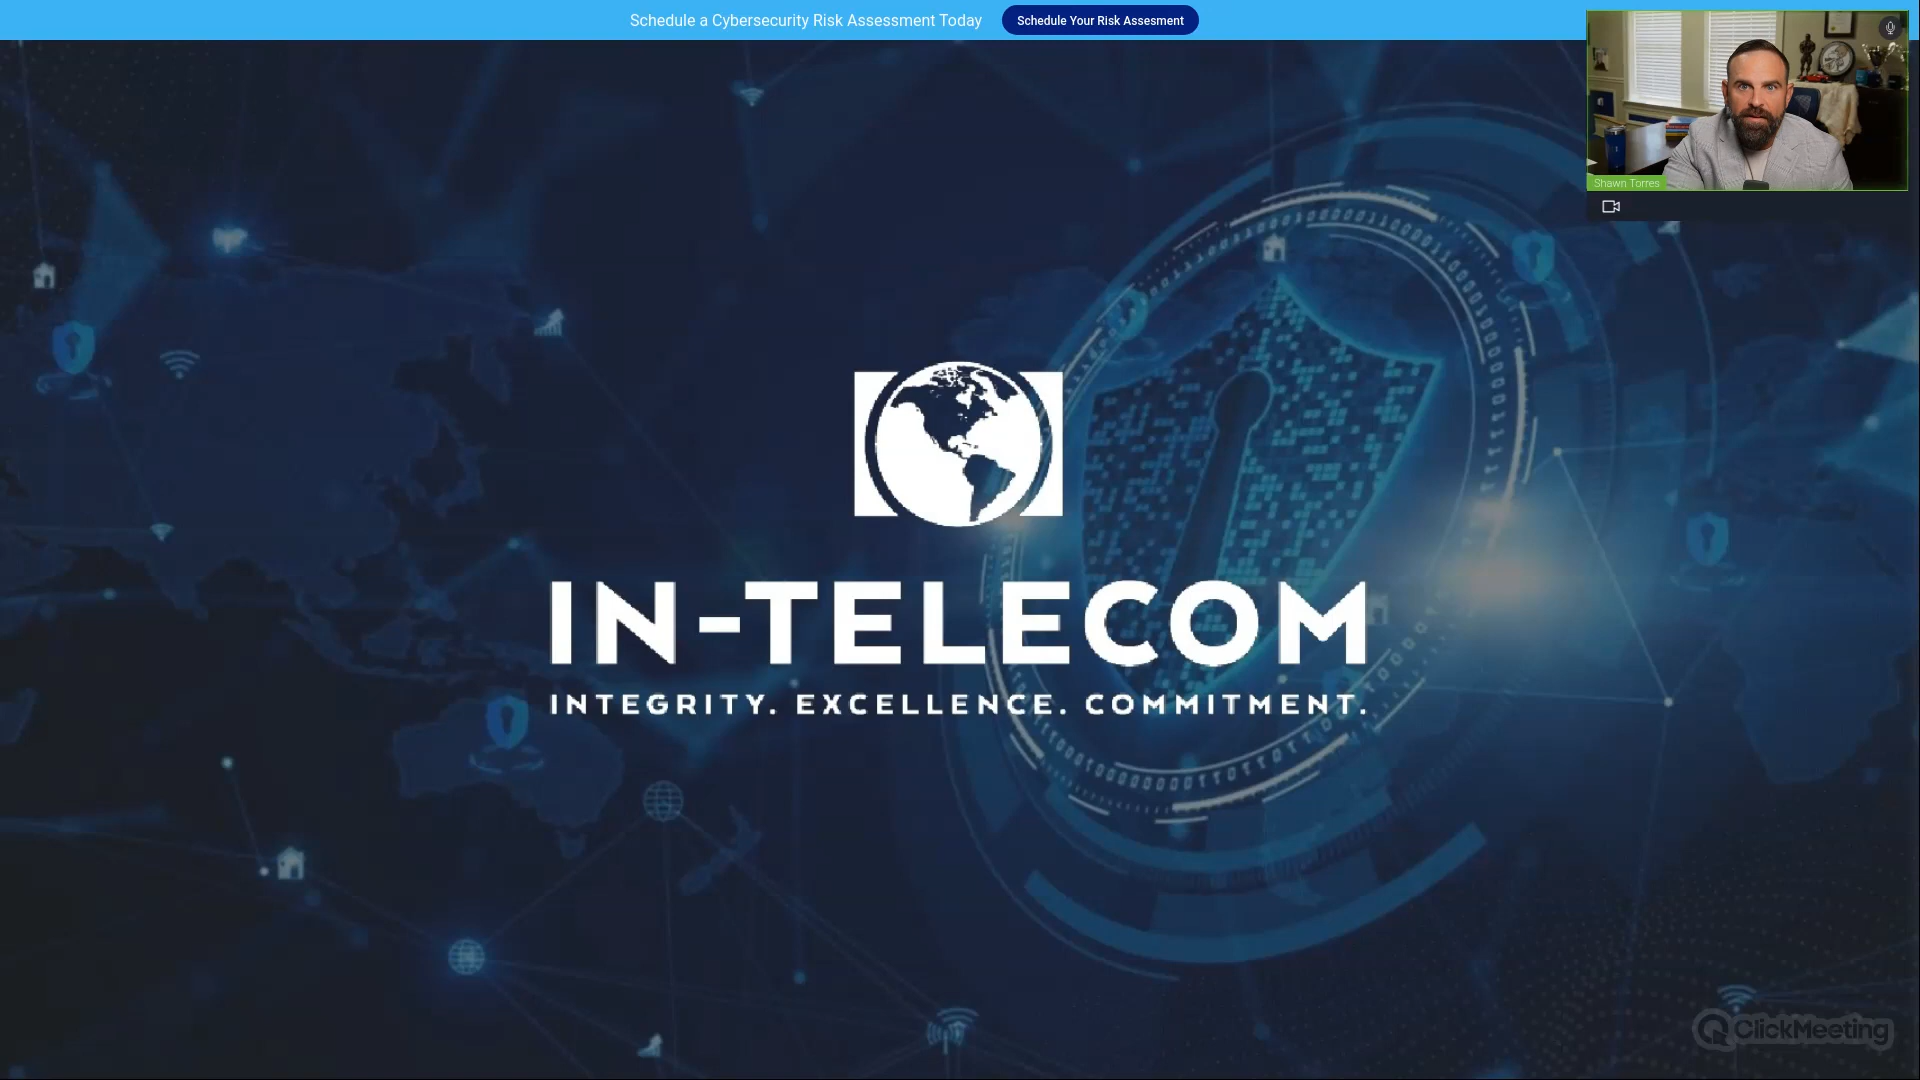 Schedule a Cybersecurity Risk Assessment Today
Schedule Your Risk Assesment
Shawn Torres
IN-TELECOM
INTEGRITY. EXCELLENCE. COMMITMENT.
ClickMeeting